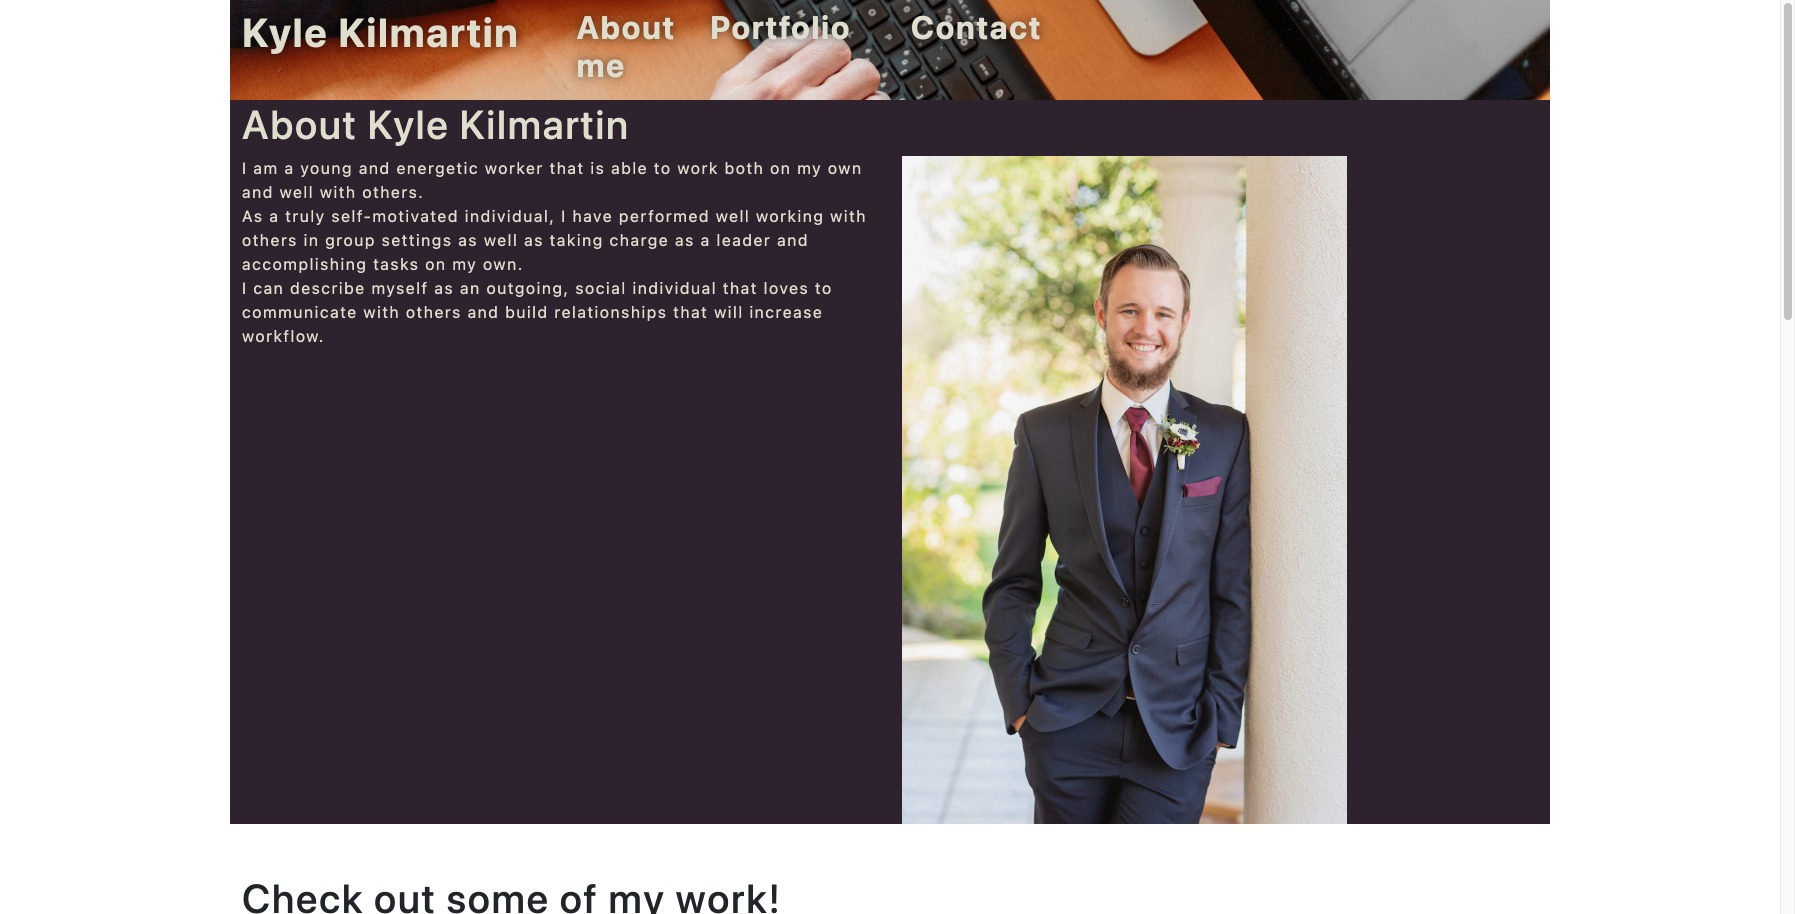 Kyle Kilmartin
About me
Portfolio
Contact
About Kyle Kilmartin
I am a young and energetic worker that is able to work both on my own
and well with others.
As a truly self-motivated individual, I have performed well working with
others in group settings as well as taking charge as a leader and
accomplishing tasks on my own.
I can describe myself as an outgoing, social individual that loves to
communicate with others and build relationships that will increase
workflow.
Check out some of my work!